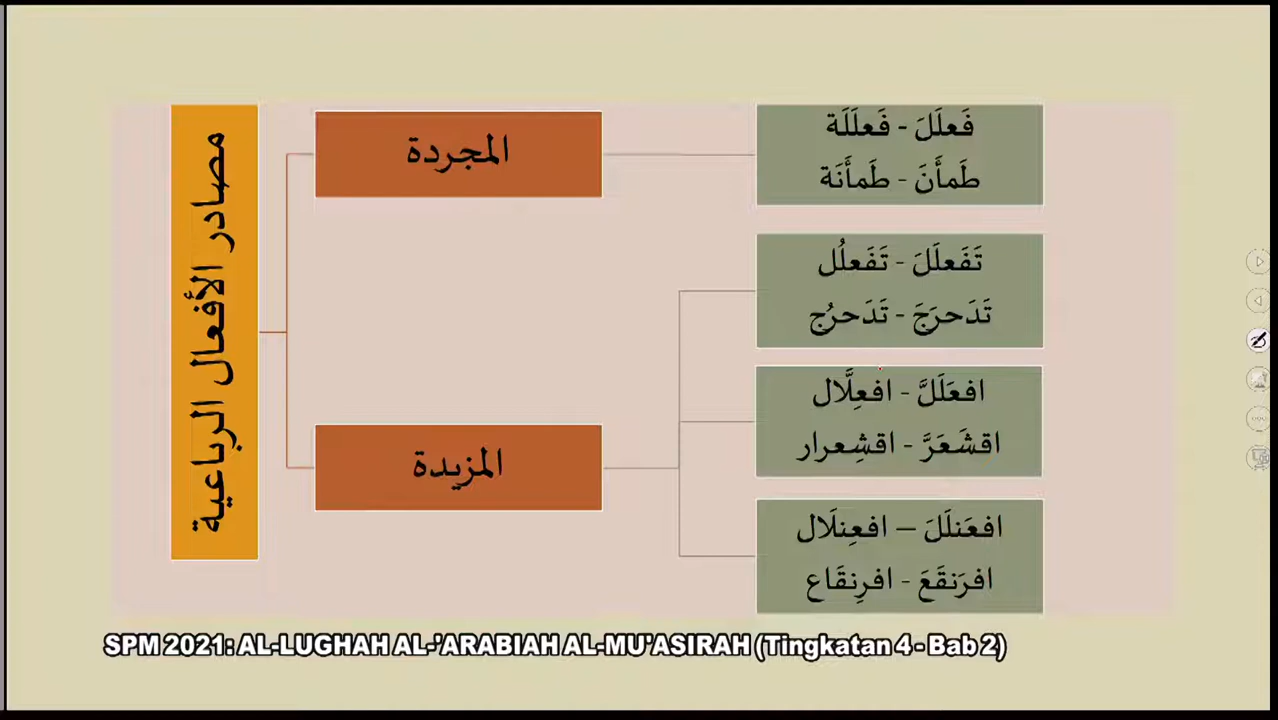 مصادر الأفعال الرباعية
المجردة
فَعلَلَ - فَعلَلَة
طَمأَنَ - طَمأَنَة
المزيدة
تَفَعلَلَ - تَفَعلُل
تَدَحرَجَ - تَدَحرُج
افعَلَلَّ - افعِلَّال
اقشَعَرَّ - اقشِعرار
افعَنلَلَ – افعِنلَال
افرَنقَعَ - افرِنقَاع
SPM 2021: AL-LUGHAH AL-'ARABIAH AL-MU'ASIRAH (Tingkatan 4 - Bab 2)